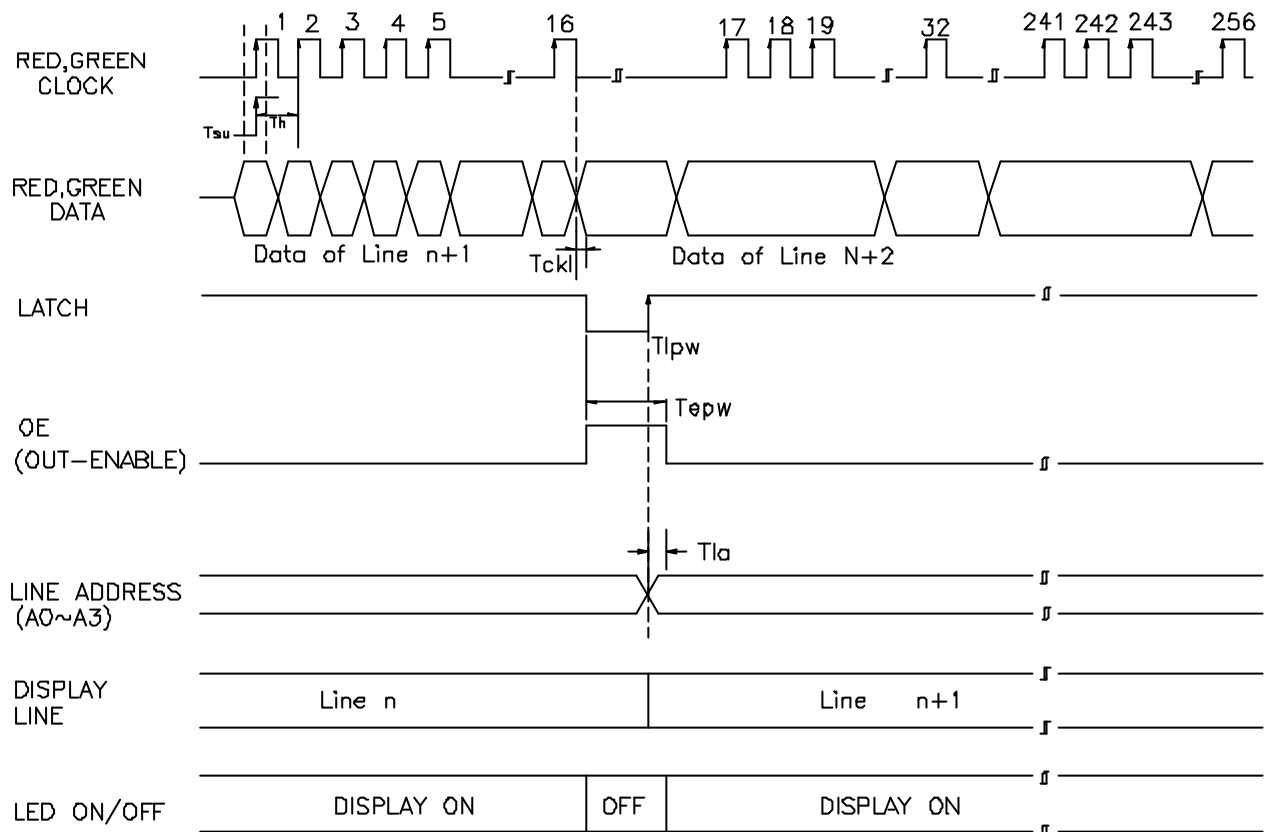 1 2 3 4 5 16 17 18 19 32 241 242 243 256
RED,GREEN
CLOCK
Tsu Th
RED,GREEN
DATA
Data of Line n+1
Tckl
Data of Line N+2
LATCH
Tlpw
Tepw
OE
(OUT-ENABLE)
Tla
LINE ADDRESS
(A0~A3)
DISPLAY
LINE
Line n
Line n+1
LED ON/OFF
DISPLAY ON
OFF
DISPLAY ON